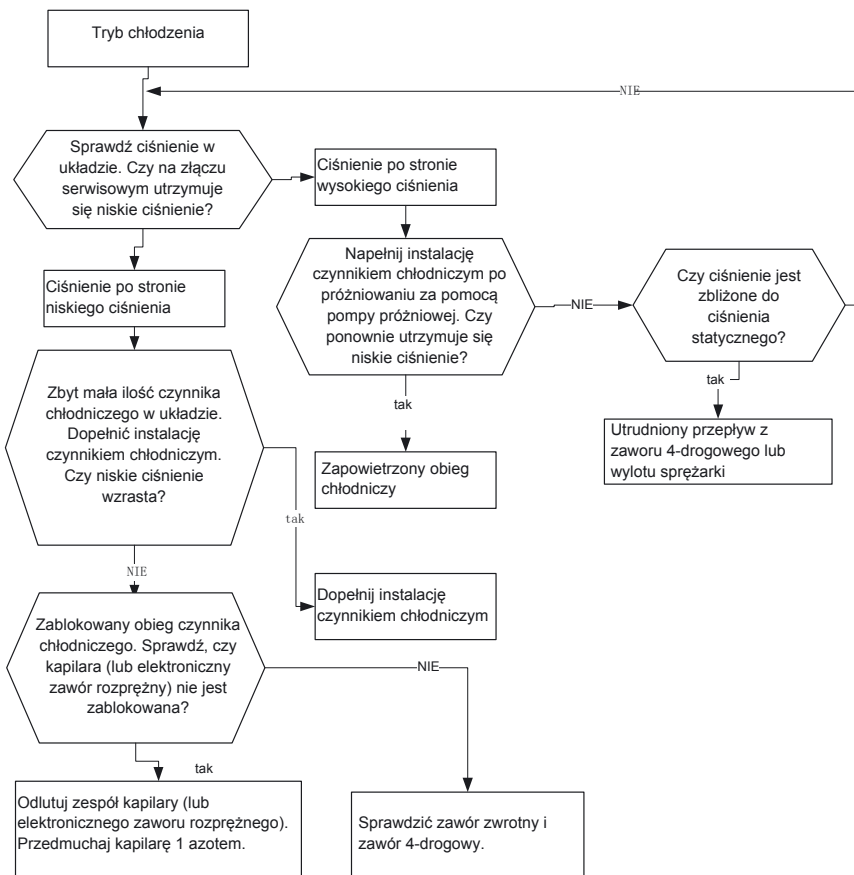 Tryb chłodzenia
NIE
Sprawdź ciśnienie w
układzie. Czy na złączu
serwisowym utrzymuje
się niskie ciśnienie?
Ciśnienie po stronie
wysokiego ciśnienia
Ciśnienie po stronie
niskiego ciśnienia
Napełnij instalację
czynnikiem chłodniczym po
próżniowaniu za pomocą
pompy próżniowej. Czy
ponownie utrzymuje się
niskie ciśnienie?
NIE
Czy ciśnienie jest
zbliżone do
ciśnienia
statycznego?
tak
tak
Utrudniony przepływ z
zaworu 4-drogowego lub
wylotu sprężarki
Zbyt mała ilość czynnika
chłodniczego w układzie.
Dopełnić instalację
czynnikiem chłodniczym.
Czy niskie ciśnienie
wzrasta?
Zapowietrzony obieg
chłodniczy
tak
NIE
Dopełnij instalację
czynnikiem chłodniczym
Zablokowany obieg czynnika
chłodniczego. Sprawdź, czy
kapilara (lub elektroniczny
zawór rozprężny) nie jest
zablokowana?
NIE
tak
Odlutuj zespół kapilary (lub
elektronicznego zaworu rozprężnego).
Przedmuchaj kapilarę 1 azotem.
Sprawdzić zawór zwrotny i
zawór 4-drogowy.